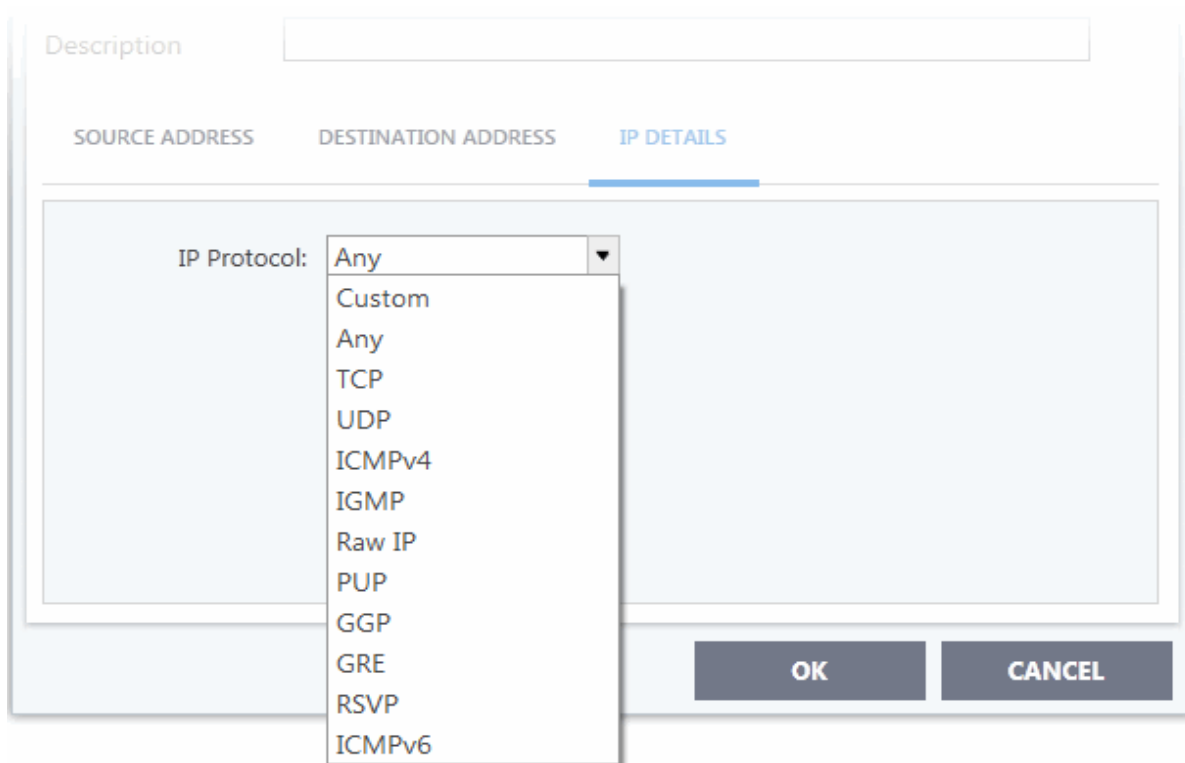 Description
SOURCE ADDRESS DESTINATION ADDRESS IP DETAILS
IP Protocol: Any
Custom
Any
TCP
UDP
ICMPv4
IGMP
Raw IP
PUP
GGP
GRE
OK CANCEL
RSVP
ICMPv6